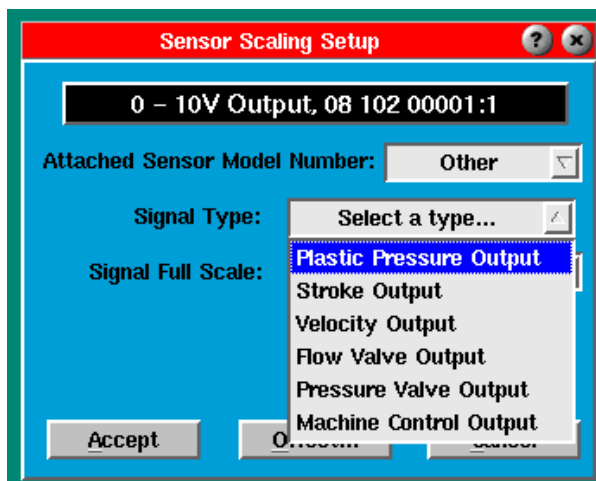 Sensor Scaling Setup
0 – 10V Output, 08 102 00001:1
Attached Sensor Model Number: Other
Signal Type: Select a type...
Signal Full Scale:
Plastic Pressure Output
Stroke Output
Velocity Output
Flow Valve Output
Pressure Valve Output
Machine Control Output
Accept